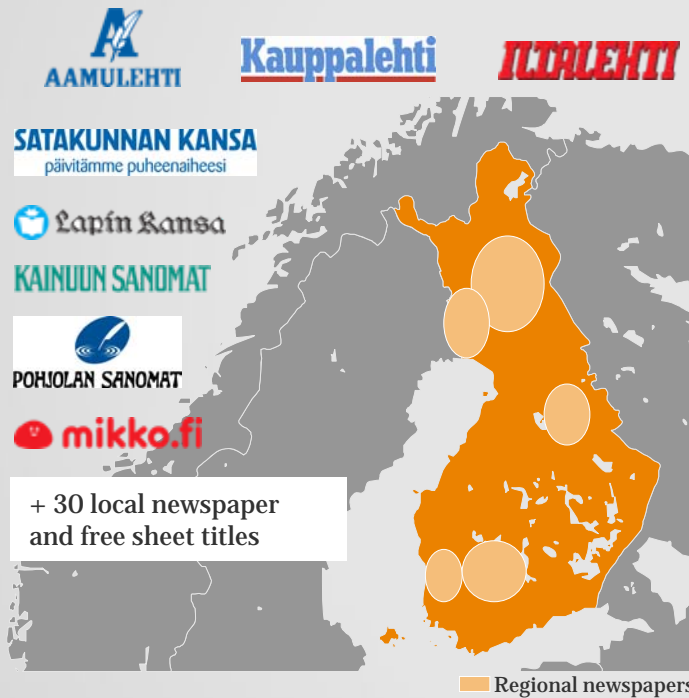 AAMULEHTI
Kauppalehti
ILTALEHTI
SATAKUNNAN KANSA
päivitämme puheenaiheesi
Lapin Kansa
KAINUUN SANOMAT
POHJOLAN SANOMAT
mikko.fi
+ 30 local newspaper
and free sheet titles
Regional newspapers